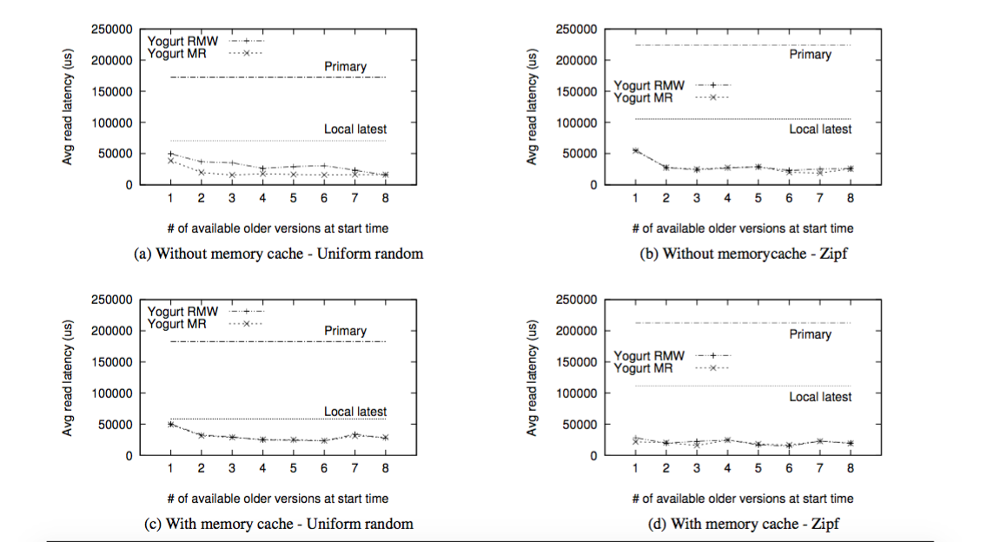 250000
200000
150000
100000
50000
0
Avg read latency (us)
Yogurt RMW
Yogurt MR
Primary
Local latest
1 2 3 4 5 6 7 8
# of available older versions at start time
(a) Without memory cache - Uniform random
250000
200000
150000
100000
50000
0
Avg read latency (us)
Primary
Yogurt RMW
Yogurt MR
Local latest
1 2 3 4 5 6 7 8
# of available older versions at start time
(b) Without memorycache - Zipf
250000
200000
150000
100000
50000
0
Avg read latency (us)
Yogurt RMW
Yogurt MR
Primary
Local latest
1 2 3 4 5 6 7 8
# of available older versions at start time
(c) With memory cache - Uniform random
250000
200000
150000
100000
50000
0
Avg read latency (us)
Primary
Yogurt RMW
Yogurt MR
Local latest
1 2 3 4 5 6 7 8
# of available older versions at start time
(d) With memory cache - Zipf